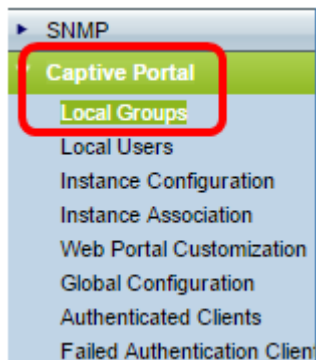 SNMP
Captive Portal
Local Groups
Local Users
Instance Configuration
Instance Association
Web Portal Customization
Global Configuration
Authenticated Clients
Failed Authentication Clien